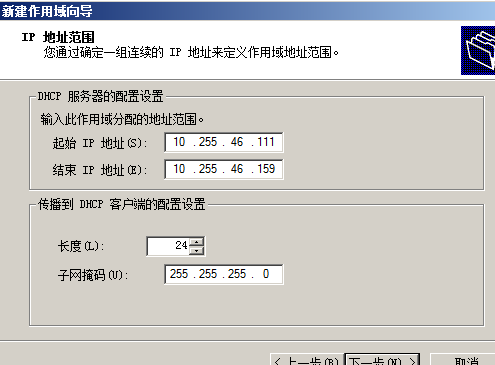 新建作用域向导
IP 地址范围
您通过确定一组连续的 IP 地址来定义作用域地址范围。
DHCP 服务器的配置设置
输入此作用域分配的地址范围。
起始 IP 地址(S): 10 .255 . 46 .111
结束 IP 地址(E): 10 .255 . 46 .159
传播到 DHCP 客户端的配置设置
长度(L): 24
子网掩码(U): 255 .255 .255 . 0
< 上一步(B) 下一步(N) > 取消